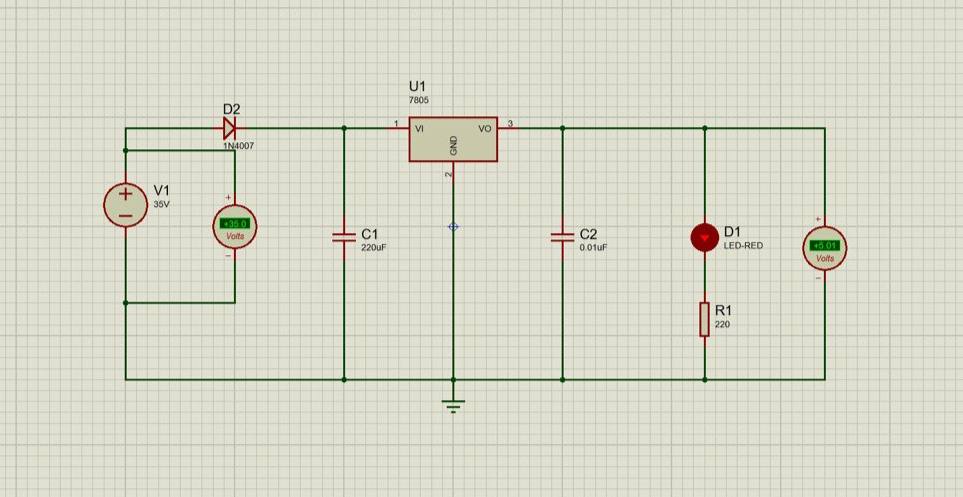 U1
7805
D2
1N4007
1
VI
VO
3
GND
2
V1
35V
+
+35.0
Volts
C1
220uF
C2
0.01uF
D1
LED-RED
+
+5.01
Volts
R1
220